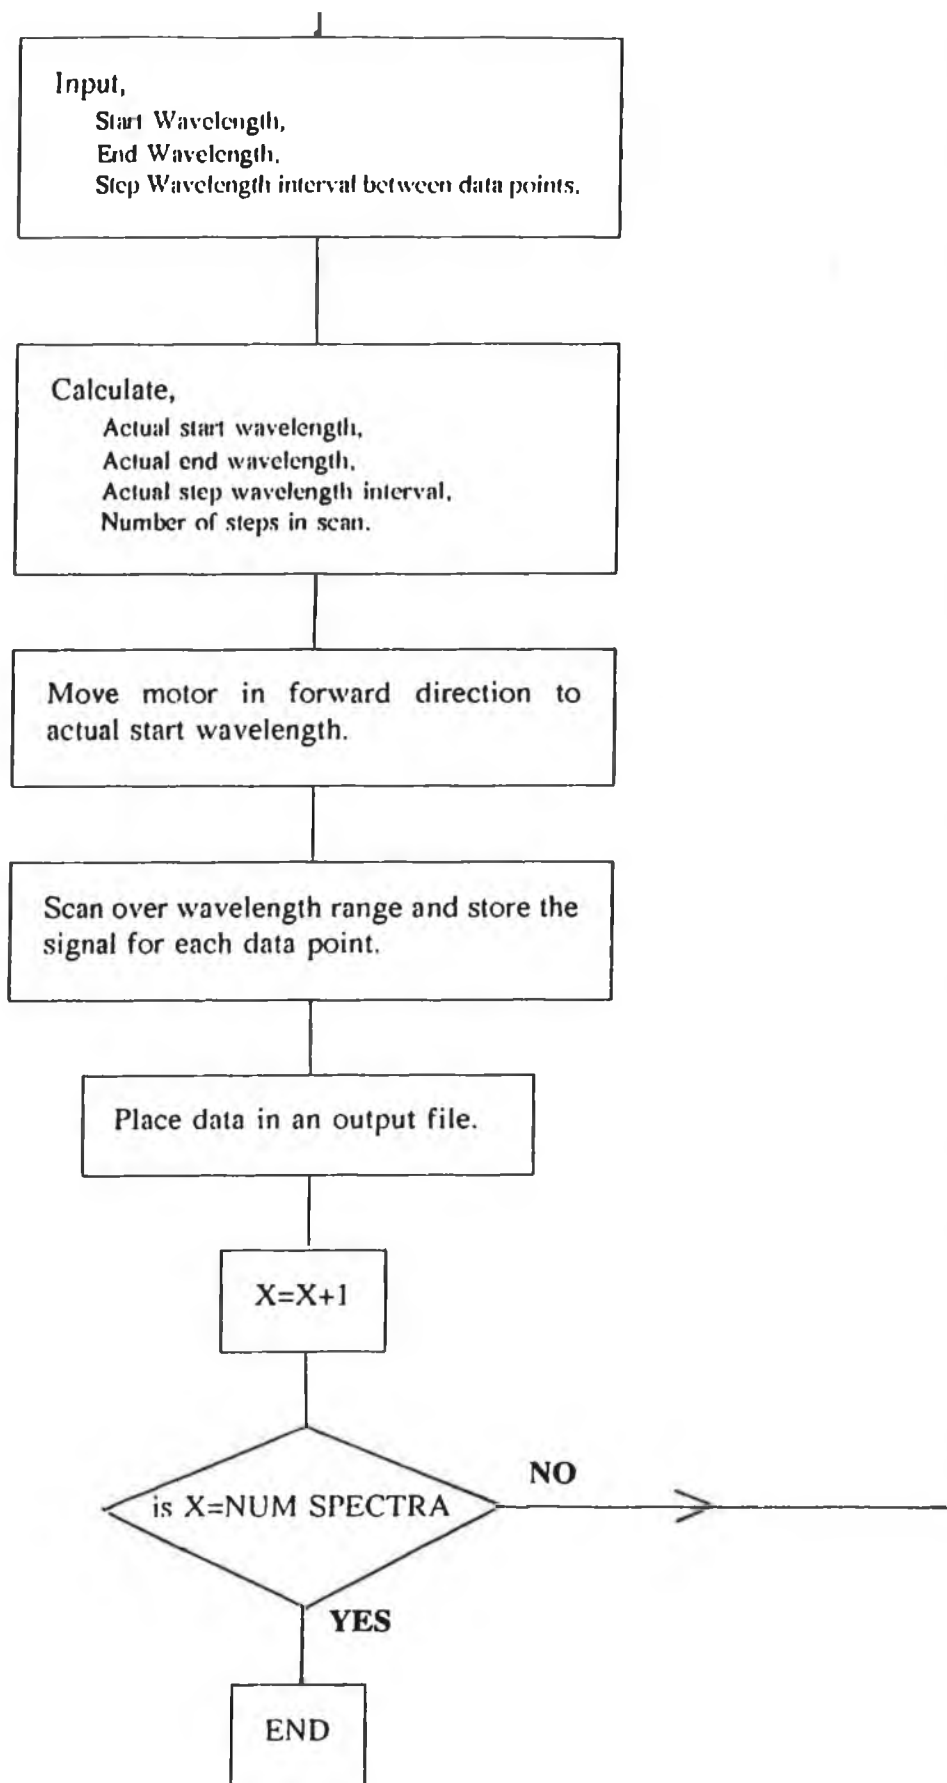 Input,
Start Wavelength,
End Wavelength,
Step Wavelength interval between data points.
Calculate,
Actual start wavelength,
Actual end wavelength,
Actual step wavelength interval,
Number of steps in scan.
Move motor in forward direction to
actual start wavelength.
Scan over wavelength range and store the
signal for each data point.
Place data in an output file.
X=X+1
is X=NUM SPECTRA
NO
YES
END